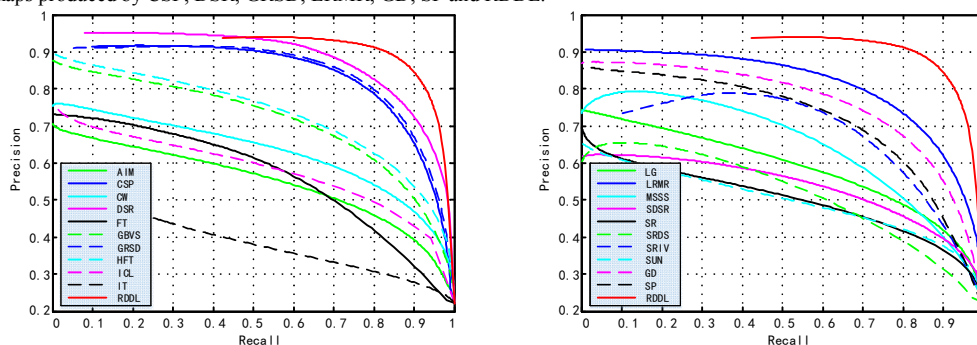 maps produced by CSP, DSR, GRSD, LRMR, GD, SP and RDDL.
1
0.9
0.8
0.7
0.6
0.5
0.4
0.3
0.2
Precision
AIM
CSP
CW
DSR
FT
GBVS
GRSD
HFT
ICL
IT
RDDL
0 0.1 0.2 0.3 0.4 0.5 0.6 0.7 0.8 0.9 1
Recall
1
0.9
0.8
0.7
0.6
0.5
0.4
0.3
0.2
Precision
LG
LRMR
MSSS
SDSR
SR
SRDS
SRIV
SUN
GD
SP
RDDL
0 0.1 0.2 0.3 0.4 0.5 0.6 0.7 0.8 0.9
Recall